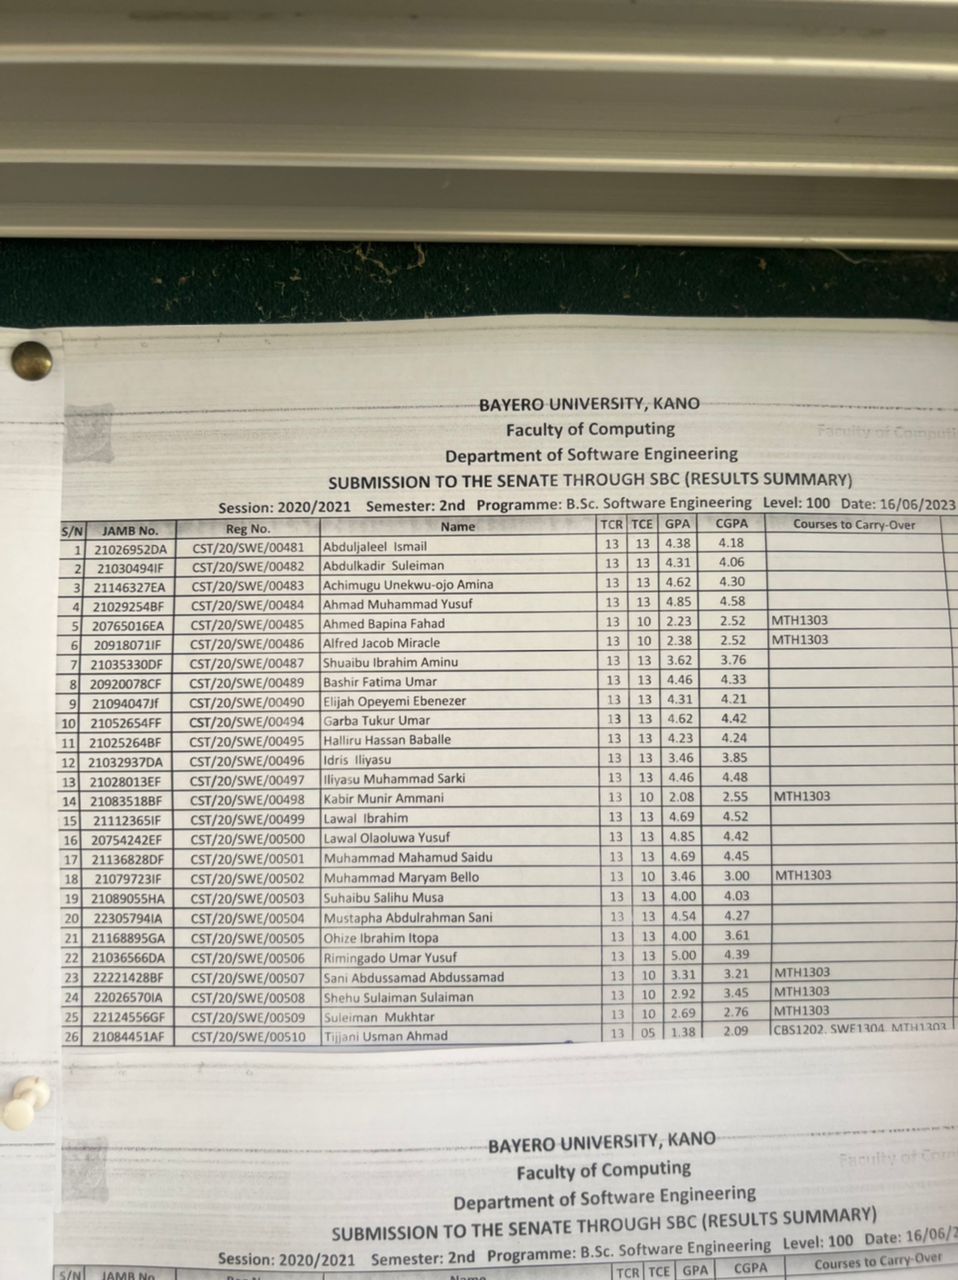 BAYERO UNIVERSITY, KANO
Faculty of Computing
Faculty of Computi
Department of Software Engineering
SUBMISSION TO THE SENATE THROUGH SBC (RESULTS SUMMARY)
Session: 2020/2021 Semester: 2nd Programme: B.Sc. Software Engineering Level: 100 Date: 16/06/2023
S/N JAMB No. Reg No. Name TCR TCE GPA CGPA Courses to Carry-Over
1 21026952DA CST/20/SWE/00481 Abduljaleel Ismail 13 13 4.38 4.18
2 21030494IF CST/20/SWE/00482 Abdulkadir Suleiman 13 13 4.31 4.06
3 21146327EA CST/20/SWE/00483 Achimugu Unekwu-ojo Amina 13 13 4.62 4.30
4 21029254BF CST/20/SWE/00484 Ahmad Muhammad Yusuf 13 13 4.85 4.58
5 20765016EA CST/20/SWE/00485 Ahmed Bapina Fahad 13 10 2.23 2.52 MTH1303
6 20918071IF CST/20/SWE/00486 Alfred Jacob Miracle 13 10 2.38 2.52 MTH1303
7 21035330DF CST/20/SWE/00487 Shuaibu Ibrahim Aminu 13 13 3.62 3.76
8 20920078CF CST/20/SWE/00489 Bashir Fatima Umar 13 13 4.46 4.33
9 21094047Jf CST/20/SWE/00490 Elijah Opeyemi Ebenezer 13 13 4.31 4.21
10 21052654FF CST/20/SWE/00494 Garba Tukur Umar 13 13 4.62 4.42
11 21025264BF CST/20/SWE/00495 Halliru Hassan Baballe 13 13 4.23 4.24
12 21032937DA CST/20/SWE/00496 Idris Iliyasu 13 13 3.46 3.85
13 21028013EF CST/20/SWE/00497 Iliyasu Muhammad Sarki 13 13 4.46 4.48
14 21083518BF CST/20/SWE/00498 Kabir Munir Ammani 13 10 2.08 2.55 MTH1303
15 21112365IF CST/20/SWE/00499 Lawal Ibrahim 13 13 4.69 4.52
16 20754242EF CST/20/SWE/00500 Lawal Olaoluwa Yusuf 13 13 4.85 4.42
17 21136828DF CST/20/SWE/00501 Muhammad Mahamud Saidu 13 13 4.69 4.45
18 21079723IF CST/20/SWE/00502 Muhammad Maryam Bello 13 10 3.46 3.00 MTH1303
19 21089055HA CST/20/SWE/00503 Suhaibu Salihu Musa 13 13 4.00 4.03
20 22305794IA CST/20/SWE/00504 Mustapha Abdulrahman Sani 13 13 4.54 4.27
21 21168895GA CST/20/SWE/00505 Ohize Ibrahim Itopa 13 13 4.00 3.61
22 21036566DA CST/20/SWE/00506 Rimingado Umar Yusuf 13 13 5.00 4.39
23 22221428BF CST/20/SWE/00507 Sani Abdussamad Abdussamad 13 10 3.31 3.21 MTH1303
24 22026570IA CST/20/SWE/00508 Shehu Sulaiman Sulaiman 13 10 2.92 3.45 MTH1303
25 22124556GF CST/20/SWE/00509 Suleiman Mukhtar 13 10 2.69 2.76 MTH1303
26 21084451AF CST/20/SWE/00510 Tijjani Usman Ahmad 13 05 1.38 2.09 CBS1202, SWE1304, MTH1303
BAYERO UNIVERSITY, KANO
Faculty of Computing
Faculty of Com
Department of Software Engineering
SUBMISSION TO THE SENATE THROUGH SBC (RESULTS SUMMARY)
Session: 2020/2021 Semester: 2nd Programme: B.Sc. Software Engineering Level: 100 Date: 16/06/2
S/N JAMB No Name TCR TCE GPA CGPA Courses to Carry-Over